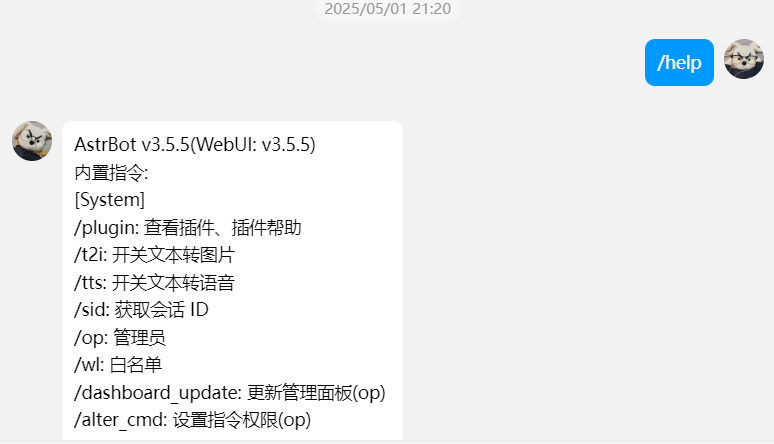 2025/05/01 21:20
/help
AstrBot v3.5.5(WebUI: v3.5.5)
内置指令:
[System]
/plugin: 查看插件、插件帮助
/t2i: 开关文本转图片
/tts: 开关文本转语音
/sid: 获取会话 ID
/op: 管理员
/wl: 白名单
/dashboard_update: 更新管理面板(op)
/alter_cmd: 设置指令权限(op)